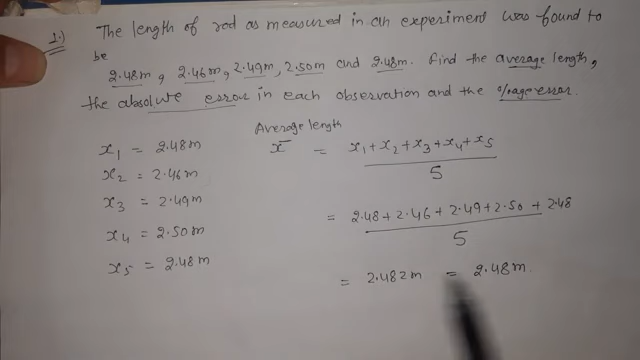 1.) The length of rod as measured in an experiment was found to
be
2.48m, 2.46m, 2.49m, 2.50m and 2.48m. Find the average length,
the absolute error in each observation and the %age error.
Average length
x1 = 2.48m
x̄ = x1+x2+x3+x4+x5
5
x2 = 2.46m
x3 = 2.49m
= 2.48+2.46+2.49+2.50+2.48
5
x4 = 2.50m
x5 = 2.48m
= 2.482m = 2.48m.